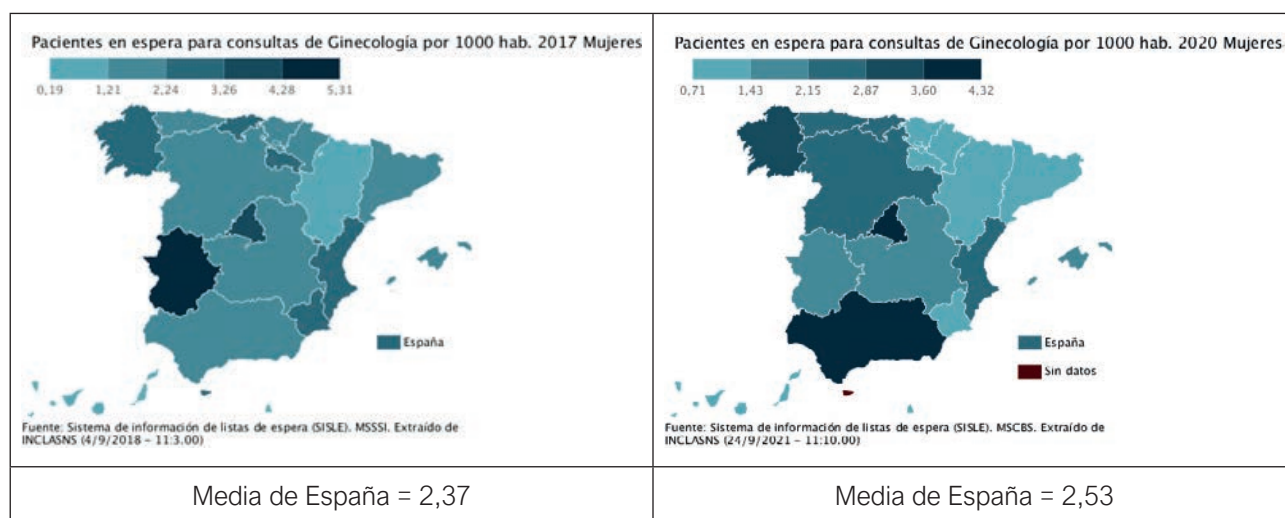 Pacientes en espera para consultas de Ginecología por 1000 hab. 2017 Mujeres
0,19 1,21 2,24 3,26 4,28 5,31
España
Fuente: Sistema de información de listas de espera (SISLE). MSSSI. Extraído de
INCLASNS (4/9/2018 – 11:3.00)
Media de España = 2,37
Pacientes en espera para consultas de Ginecología por 1000 hab. 2020 Mujeres
0,71 1,43 2,15 2,87 3,60 4,32
España
Sin datos
Fuente: Sistema de información de listas de espera (SISLE). MSCBS. Extraído de
INCLASNS (24/9/2021 – 11:10.00)
Media de España = 2,53